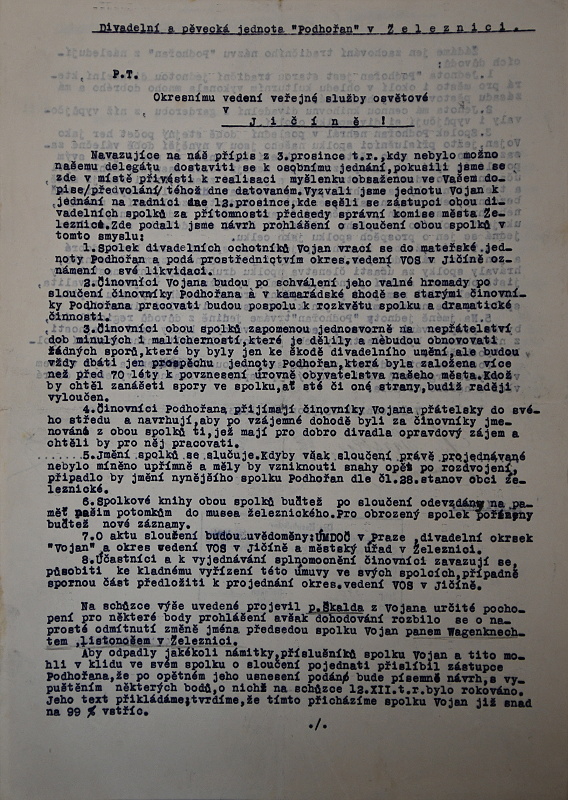 Divadelní a pěvecká jednota "Podhořan" v Ž e l e z n i c i .
P.T.
Okresnímu vedení veřejné služby osvětové
v
J i č í n ě !
Navazujíce na náš přípis z 3.prosince t.r.,kdy nebylo možno
našemu delegátu dostaviti se k osobnímu jednání,pokusili jsme se
zde v místě přivésti k realisaci myšlenku obsaženou ve Vašem do-
pise/předvolání/téhož dne datovaném.Vyzvali jsme jednotu Vojan k
jednání na radnici dne 12.prosince,kde sešli se zástupci obou di-
vadelních spolků za přítomnosti předsedy správní komise města Že-
leznice.Zde podali jsme návrh prohlášení o sloučení obou spolků v
tomto smyslu:
1.Spolek divadelních ochotníků Vojan vrací se do mateřské jed-
noty Podhořan a podá prostřednictvím okres.vedení VOS v Jičíně oz-
námení o své likvidaci.
2.Činovníci Vojana budou po schválení jeho valné hromady po
sloučení činovníky Podhořana a v kamarádské shodě se starými činovní-
ky Podhořana pracovati budou pospolu k rozkvětu spolku a dramatické
činnosti.
3.Činovníci obou spolků zapomenou jednosvorně na nepřátelství
dob minulých a malichernosti,které je dělily a nebudou obnovovati
žádných sporů,které by byly jen ke škodě divadelního umění,ale budou
vždy dbáti jen prospěchu jednoty Podhořan,která byla založena více
než před 70 léty k povznesení úrovně obyvatelstva našeho města.Kdož
by chtěl zanášeti spory ve spolku,ať sté či oné strany,budiž raději
vyloučen.
4.Činovníci Podhořana přijímají činovníky Vojana přátelsky do své-
ho středu a navrhují,aby po vzájemné dohodě byli za činovníky jme-
nována z obou spolků ti,jež mají pro dobro divadla opravdový zájem a
chtěli by pro něj pracovati.
......5.Jmění spolků se slučuje.Kdyby však sloučení právě projednávané
nebylo míněno upřímně a měly by vzniknouti snahy opět po rozdvojení,
připadlo by jmění nynějšího spolku Podhořan dle čl.28.stanov obci Že-
leznické.
6.Spolkové knihy obou spolků buďtež po sloučení odevzdány na pa-
měť našim potomkům do musea železnického.Pro obrozený spolek pořízeny
buďtež nové záznamy.
7.O aktu sloučení budou uvědoměny:ÚMDOČ v Praze ,divadelní okrsek
"Vojan"a okres vedení VOS v Jičíně a městský úřad v Železnici.
8.Účastníci a k vyjednávání splnomocnění činovníci zavazují se,
působiti ke kladnému vyřízení této úmuvy ve svých spolcích,případně
spornou část předložiti k projednání okres.vedení VOS v Jičíně.
Na schůzce výše uvedené projevil p.Škalda z Vojana určité pocho-
pení pro některé body prohlášení avšak dohodování rozbilo se o na-
prosté odmítnutí změně jména předsedou spolku Vojan panem Wagenknech-
tem ,listonošem v Železnici.
Aby odpadly jakékoli námitky,příslušníků spolku Vojan a tito mo-
hli v klidu ve svém spolku o sloučení pojednati přislíbil zástupce
Podhořana,že po opětném jeho usnesení podán bude písemně návrh,s vy-
puštěním některých bodů,o nichž na schůzce 12.XII.t.r.bylo rokováno.
Jeho text přikládáme;tvrdíme,že tímto přicházíme spolku Vojan již snad
na 99 % vstříc.
./.